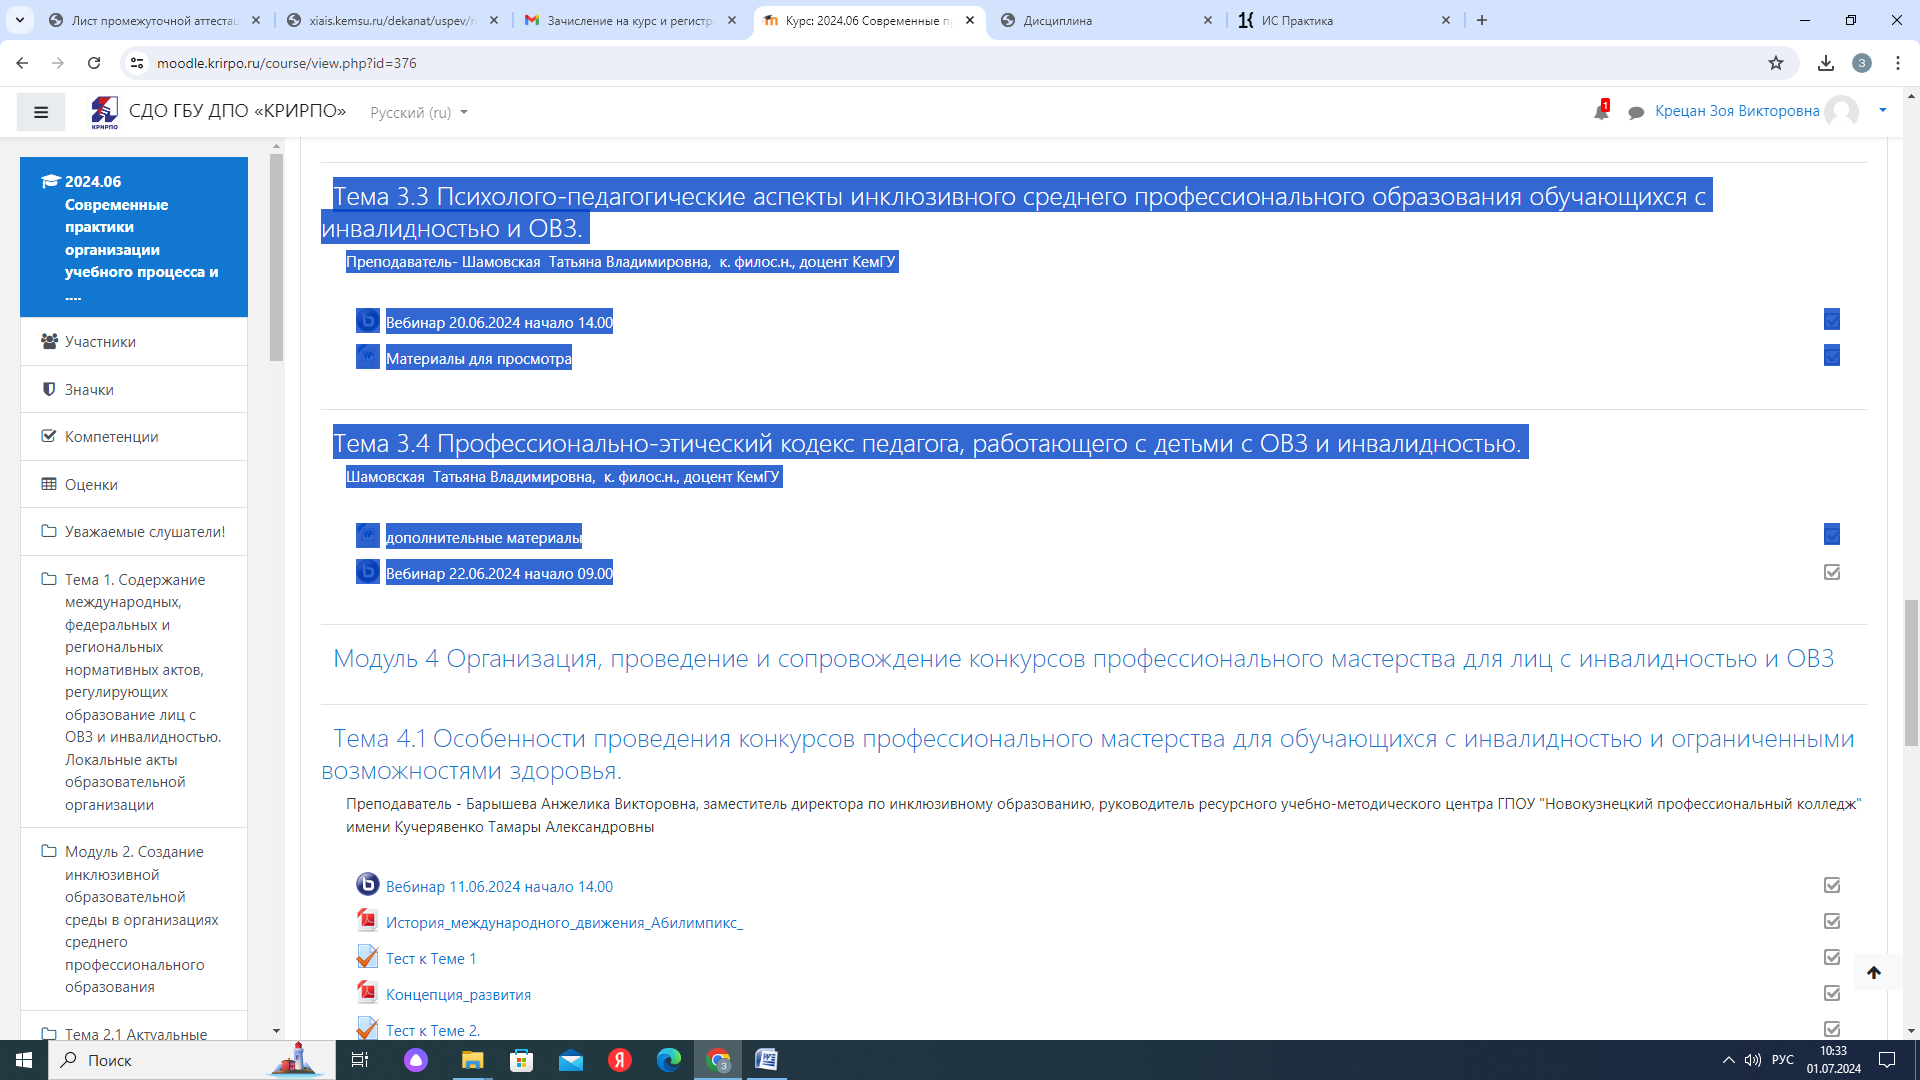 Лист промежуточной аттестац
xiais.kemsu.ru/dekanat/uspev/n
Зачисление на курс и регистр
Курс: 2024.06 Современные п
Дисциплина
ИС Практика
moodle.krirpo.ru/course/view.php?id=376
З
КРИРПО
СДО ГБУ ДПО «КРИРПО»
Русский (ru)
1
Крецан Зоя Викторовна
2024.06
Современные
практики
организации
учебного процесса и
....
Участники
Значки
Компетенции
Оценки
Уважаемые слушатели!
Тема 1. Содержание
международных,
федеральных и
региональных
нормативных актов,
регулирующих
образование лиц с
ОВЗ и инвалидностью.
Локальные акты
образовательной
организации
Модуль 2. Создание
инклюзивной
образовательной
среды в организациях
среднего
профессионального
образования
Тема 2.1 Актуальные
Тема 3.3 Психолого-педагогические аспекты инклюзивного среднего профессионального образования обучающихся с
инвалидностью и ОВЗ.
Преподаватель- Шамовская Татьяна Владимировна, к. филос.н., доцент КемГУ
Вебинар 20.06.2024 начало 14.00
Материалы для просмотра
Тема 3.4 Профессионально-этический кодекс педагога, работающего с детьми с ОВЗ и инвалидностью.
Шамовская Татьяна Владимировна, к. филос.н., доцент КемГУ
дополнительные материалы
Вебинар 22.06.2024 начало 09.00
Модуль 4 Организация, проведение и сопровождение конкурсов профессионального мастерства для лиц с инвалидностью и ОВЗ
Тема 4.1 Особенности проведения конкурсов профессионального мастерства для обучающихся с инвалидностью и ограниченными
возможностями здоровья.
Преподаватель - Барышева Анжелика Викторовна, заместитель директора по инклюзивному образованию, руководитель ресурсного учебно-методического центра ГПОУ "Новокузнецкий профессиональный колледж"
имени Кучерявенко Тамары Александровны
Вебинар 11.06.2024 начало 14.00
История_международного_движения_Абилимпикс_
Тест к Теме 1
Концепция_развития
Тест к Теме 2.
Поиск
РУС
10:33
01.07.2024